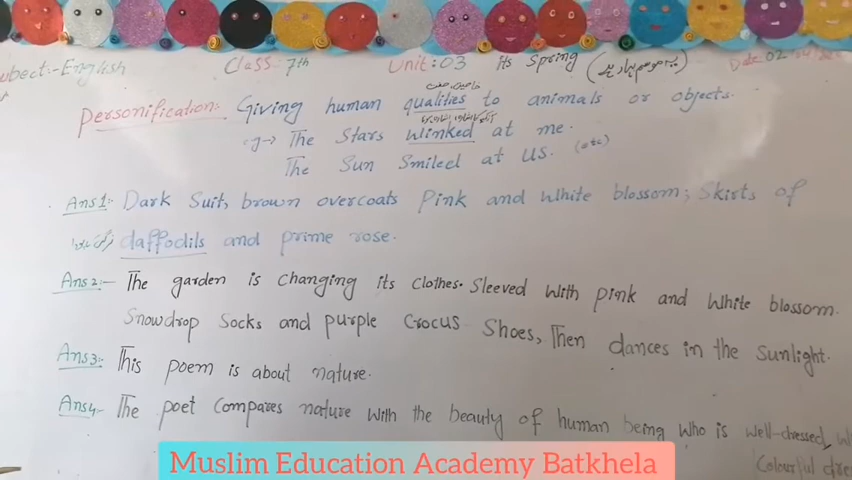 ubect:- English Class 7th Unit: 03 its Spring Date 02
Personification:- Giving human qualities to animals or objects.
e.g → The Stars winked at me.
The Sun Smiled at us. (etc)
Ans1:- Dark Suit, brown overcoats Pink and white blossom; Skirts of
daffodils and prime rose.
Ans2:- The garden is changing its clothes. Sleeved with pink and white blossom.
Snowdrop Socks and purple Crocus Shoes, Then dances in the sunlight.
Ans3:- This poem is about nature.
Ans4:- The poet compares nature with the beauty of human being who is well-dressed, w
Colourful dre
Muslim Education Academy Batkhela